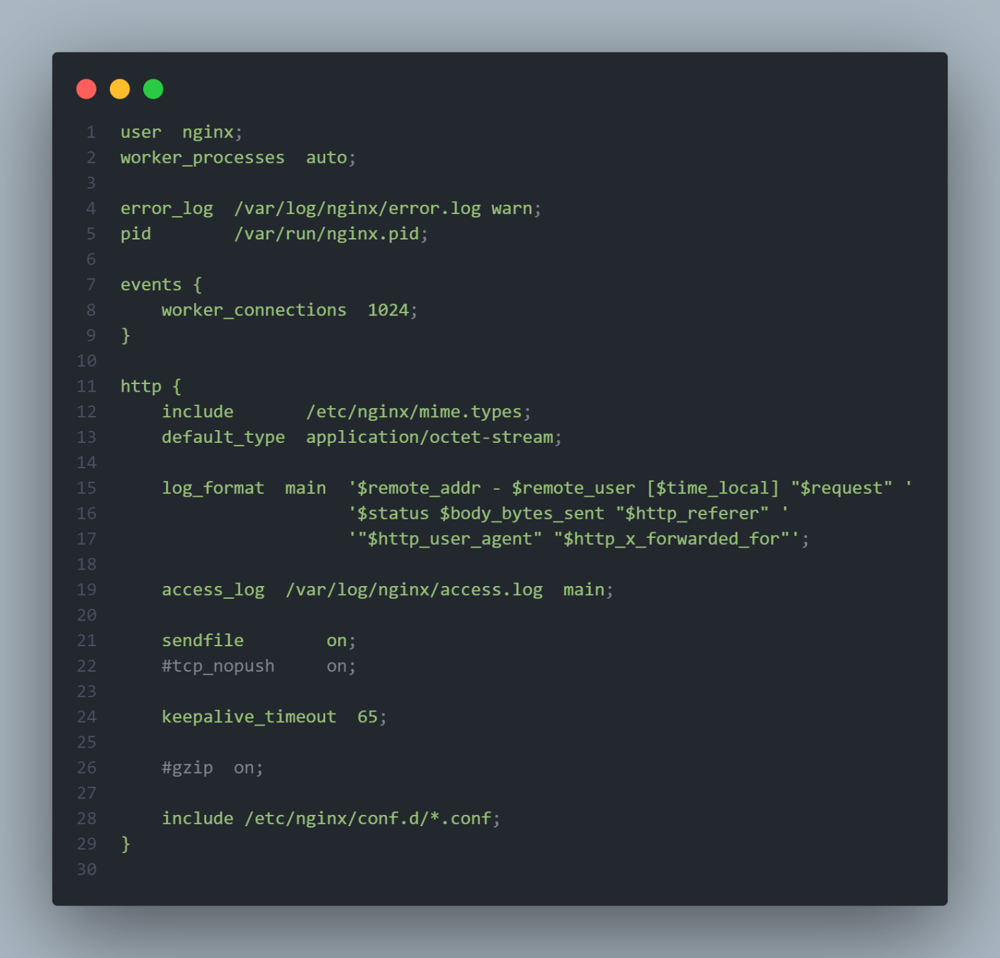 1 user  nginx;
2 worker_processes  auto;
3
4 error_log  /var/log/nginx/error.log warn;
5 pid        /var/run/nginx.pid;
6
7 events {
8     worker_connections  1024;
9 }
10
11 http {
12     include       /etc/nginx/mime.types;
13     default_type  application/octet-stream;
14
15     log_format  main  '$remote_addr - $remote_user [$time_local] "$request" '
16                       '$status $body_bytes_sent "$http_referer" '
17                       '"$http_user_agent" "$http_x_forwarded_for"';
18
19     access_log  /var/log/nginx/access.log  main;
20
21     sendfile        on;
22     #tcp_nopush     on;
23
24     keepalive_timeout  65;
25
26     #gzip  on;
27
28     include /etc/nginx/conf.d/*.conf;
29 }
30